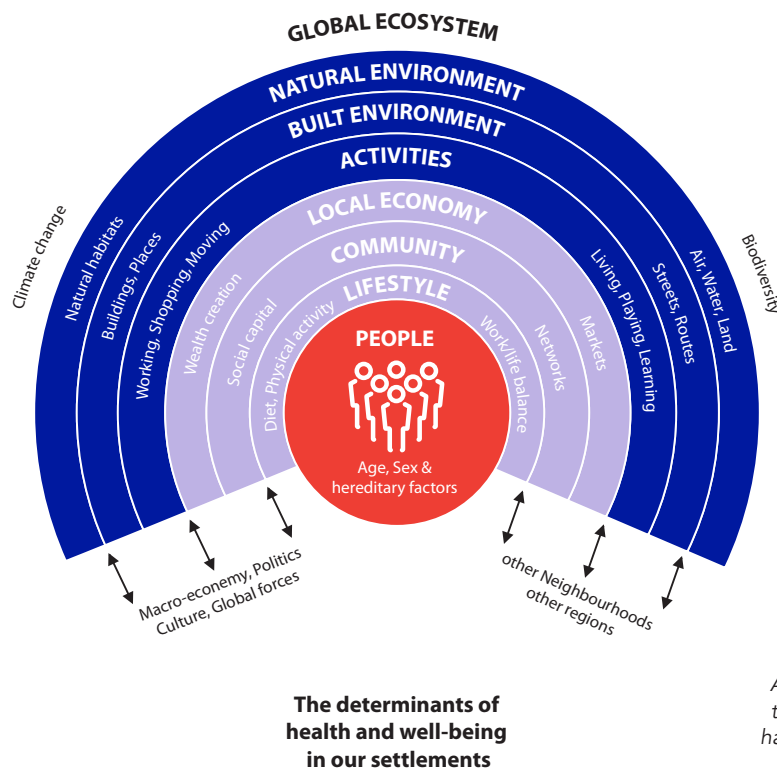 GLOBAL ECOSYSTEM
NATURAL ENVIRONMENT
BUILT ENVIRONMENT
ACTIVITIES
LOCAL ECONOMY
COMMUNITY
LIFESTYLE
PEOPLE
Age, Sex &
hereditary factors
Climate change
Natural habitats
Buildings, Places
Working, Shopping, Moving
Wealth creation
Social capital
Diet, Physical activity
Work/life balance
Networks
Markets
Living, Playing, Learning
Streets, Routes
Air, Water, Land
Biodiversity
Macro-economy, Politics
Culture, Global forces
other Neighbourhoods
other regions
The determinants of
health and well-being
in our settlements
A
t
ha